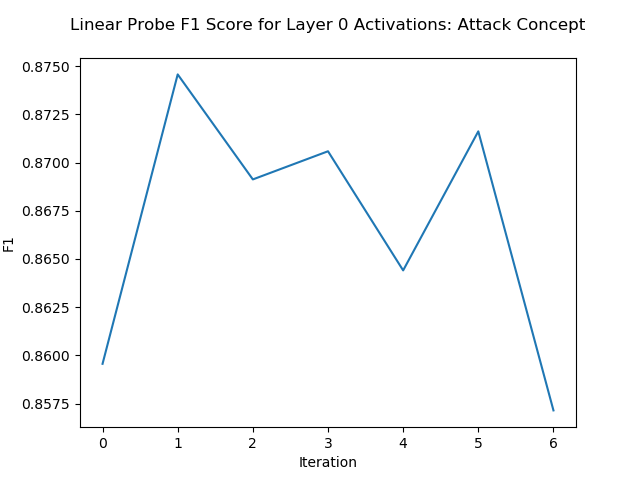 Linear Probe F1 Score for Layer 0 Activations: Attack Concept
0.8750
0.8725
0.8700
0.8675
0.8650
0.8625
0.8600
0.8575
F1
0 1 2 3 4 5 6
Iteration